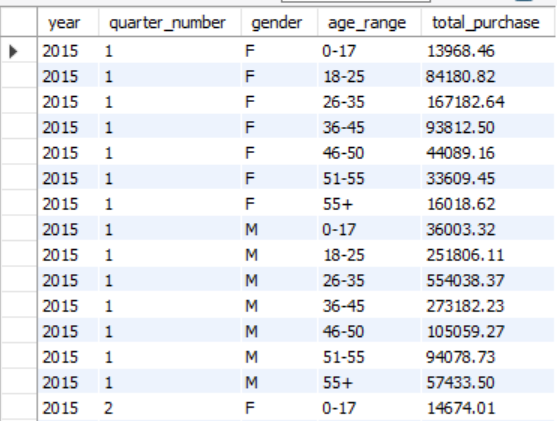 year quarter_number gender age_range total_purchase
2015 1 F 0-17 13968.46
2015 1 F 18-25 84180.82
2015 1 F 26-35 167182.64
2015 1 F 36-45 93812.50
2015 1 F 46-50 44089.16
2015 1 F 51-55 33609.45
2015 1 F 55+ 16018.62
2015 1 M 0-17 36003.32
2015 1 M 18-25 251806.11
2015 1 M 26-35 554038.37
2015 1 M 36-45 273182.23
2015 1 M 46-50 105059.27
2015 1 M 51-55 94078.73
2015 1 M 55+ 57433.50
2015 2 F 0-17 14674.01